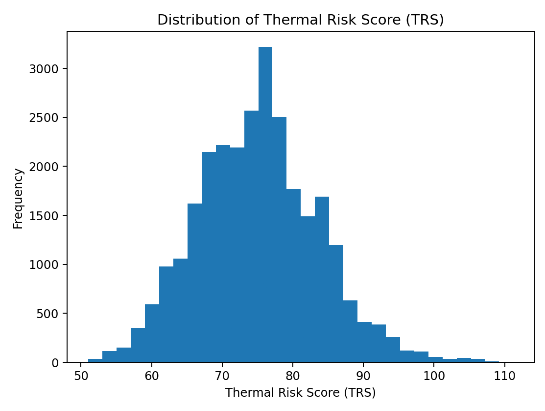 Distribution of Thermal Risk Score (TRS)
Frequency
3000
2500
2000
1500
1000
500
0
50 60 70 80 90 100 110
Thermal Risk Score (TRS)